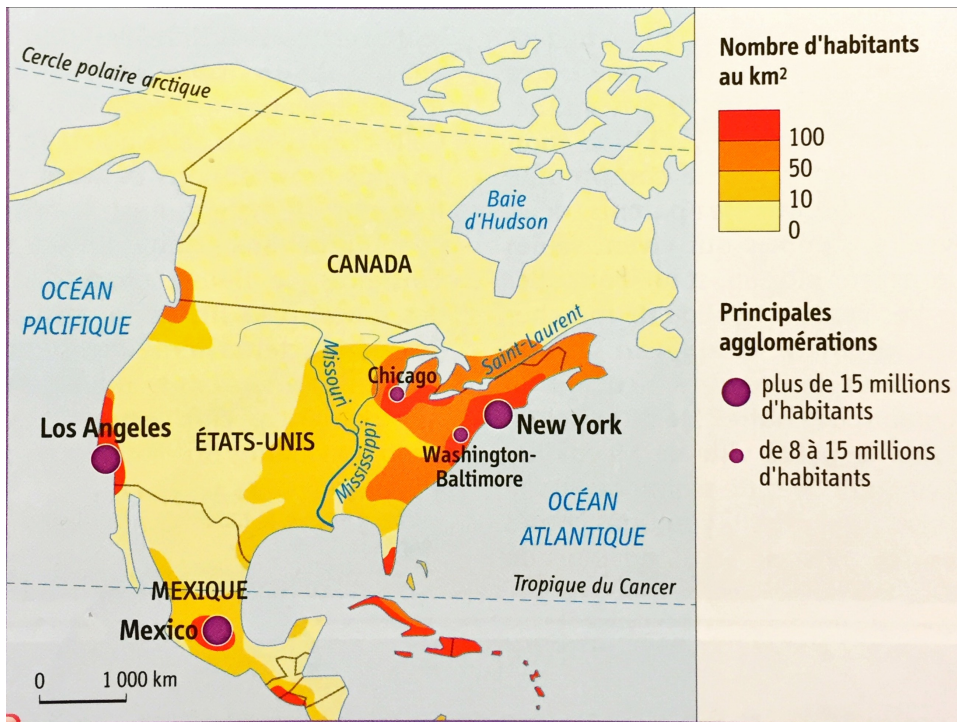 Cercle polaire arctique
Baie
d'Hudson
CANADA
OCÉAN
PACIFIQUE
Saint-Laurent
Missouri
Chicago
Los Angeles
ÉTATS-UNIS
New York
Mississippi
Washington-
Baltimore
OCÉAN
ATLANTIQUE
Tropique du Cancer
MEXIQUE
Mexico
0 1 000 km
Nombre d'habitants
au km²
100
50
10
0
Principales
agglomérations
plus de 15 millions
d'habitants
de 8 à 15 millions
d'habitants